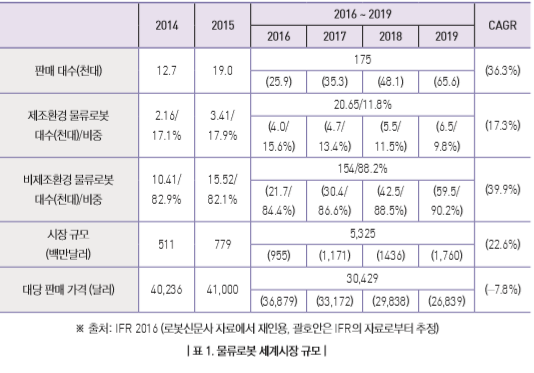 2014 2015 2016 ~ 2019 CAGR
2016 2017 2018 2019
판매 대수(천대) 12.7 19.0 175 (36.3%)
(25.9) (35.3) (48.1) (65.6)
제조환경 물류로봇 대수(천대)/비중 2.16/17.1% 3.41/17.9% 20.65/11.8% (17.3%)
(4.0/15.6%) (4.7/13.4%) (5.5/11.5%) (6.5/9.8%)
비제조환경 물류로봇 대수(천대)/비중 10.41/82.9% 15.52/82.1% 154/88.2% (39.9%)
(21.7/84.4%) (30.4/86.6%) (42.5/88.5%) (59.5/90.2%)
시장 규모 (백만달러) 511 779 5,325 (22.6%)
(955) (1,171) (1436) (1,760)
대당 판매 가격 (달러) 40,236 41,000 30,429 (-7.8%)
(36,879) (33,172) (29,838) (26,839)
※ 출처: IFR 2016 (로봇신문사 자료에서 재인용, 괄호안은 IFR의 자료로부터 추정)
| 표 1. 물류로봇 세계시장 규모 |